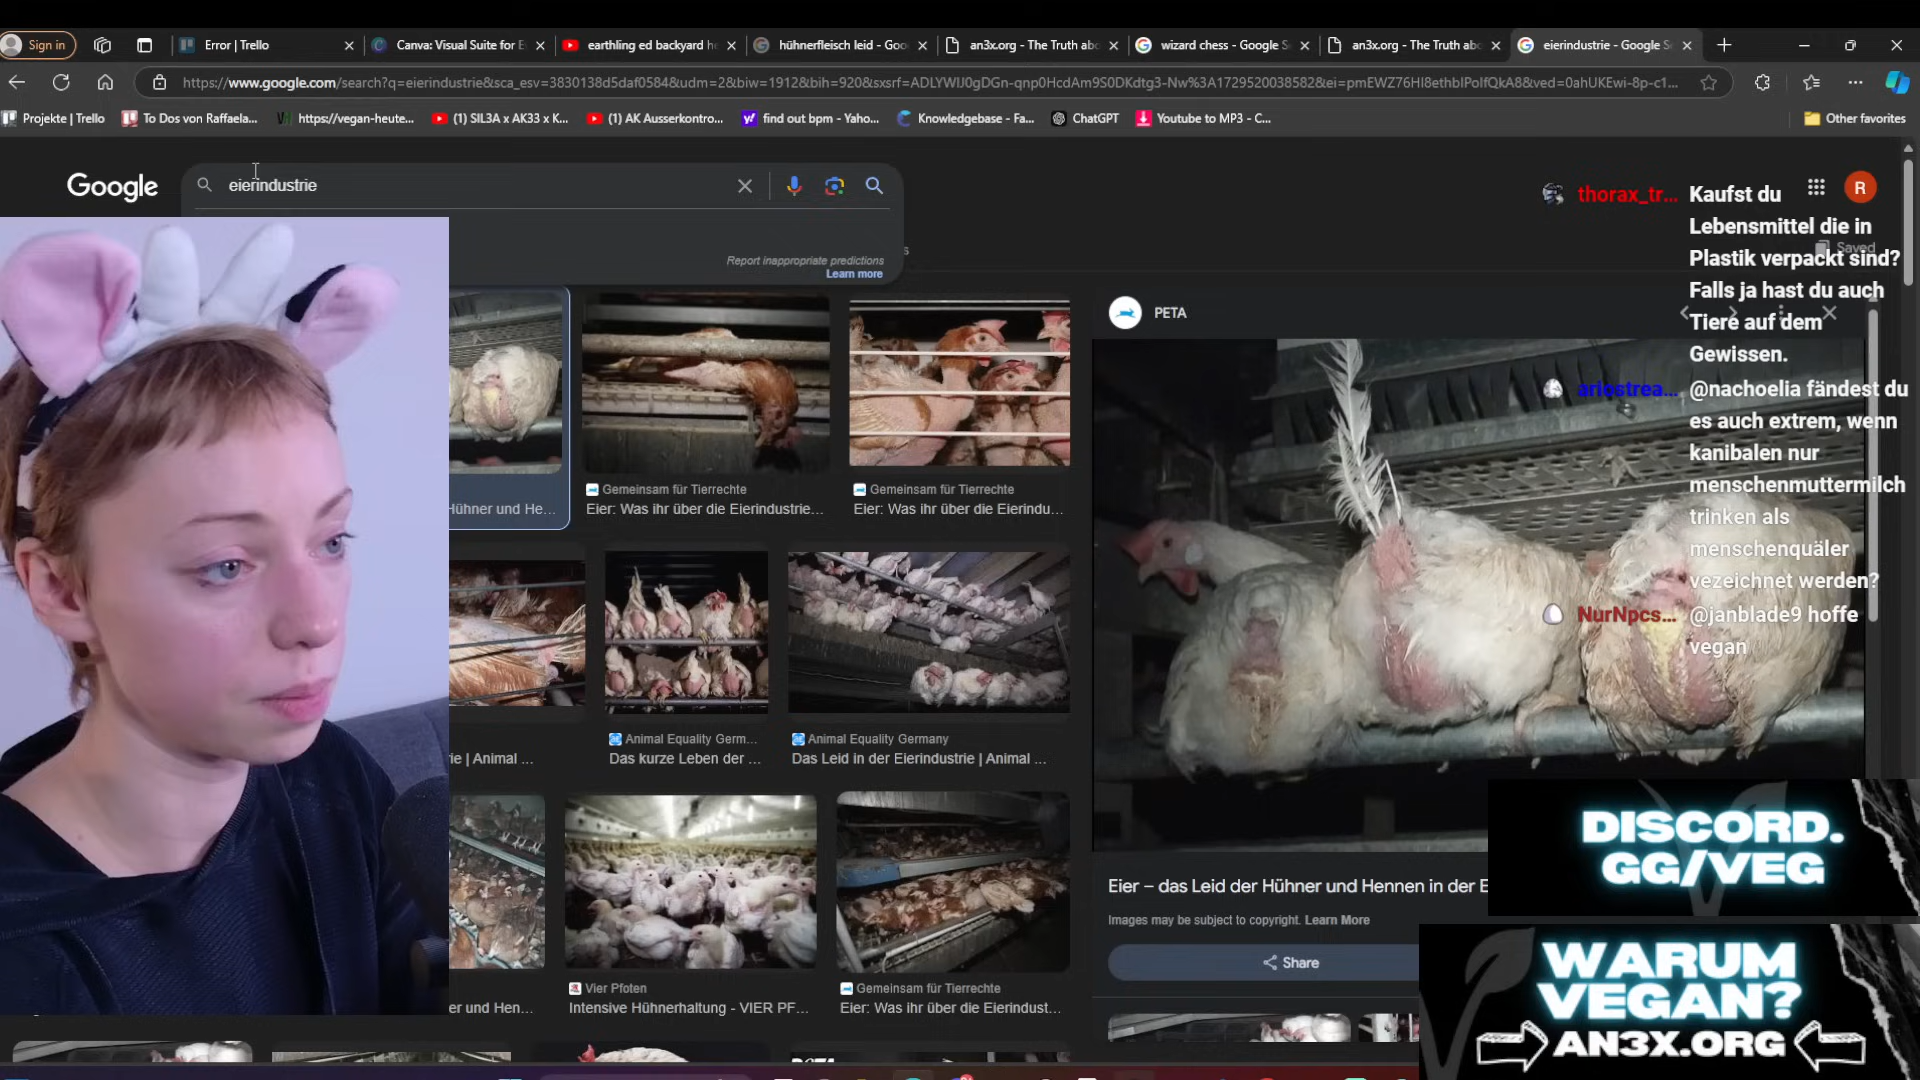 Sign in
Error | Trello
Canva: Visual Suite for E
earthling ed backyard he
hühnerfleisch leid - Goo
an3x.org - The Truth abo
wizard chess - Google Se
an3x.org - The Truth abo
eierindustrie - Google Se
https://www.google.com/search?q=eierindustrie&sca_esv=3830138d5daf0584&udm=2&biw=1912&bih=920&sxsrf=ADLYWIJ0gDGn-qnp0HcdAm9S0DKdtg3-Nw%3A1729520038582&ei=pmEWZ76HI8ethbIPoIfQkA8&ved=0ahUKEwi-8p-c1...
Projekte | Trello
To Dos von Raffaela...
https://vegan-heute...
(1) SIL3A x AK33 x K...
(1) AK Ausserkontro...
find out bpm - Yaho...
Knowledgebase - Fa...
ChatGPT
Youtube to MP3 - C...
Other favorites
Google
eierindustrie
R
Report inappropriate predictions
Learn more
s
Saved
thorax_tr... Kaufst du
Lebensmittel die in
Plastik verpackt sind?
Falls ja hast du auch
Tiere auf dem
Gewissen.
ariostrea... @nachoelia fändest du
es auch extrem, wenn
kanibalen nur
menschenmuttermilch
trinken als
menschenquäler
vezeichnet werden?
NurNpcs... @janblade9 hoffe
vegan
PETA
Hühner und He...
Gemeinsam für Tierrechte
Eier: Was ihr über die Eierindustrie...
Gemeinsam für Tierrechte
Eier: Was ihr über die Eierindu...
rie | Animal ...
Animal Equality Germ...
Das kurze Leben der ...
Animal Equality Germany
Das Leid in der Eierindustrie | Animal ...
er und Hen...
Vier Pfoten
Intensive Hühnerhaltung - VIER PF...
Gemeinsam für Tierrechte
Eier: Was ihr über die Eierindust...
Eier – das Leid der Hühner und Hennen in der E
Images may be subject to copyright. Learn More
Share
DISCORD.
GG/VEG
WARUM
VEGAN?
AN3X.ORG